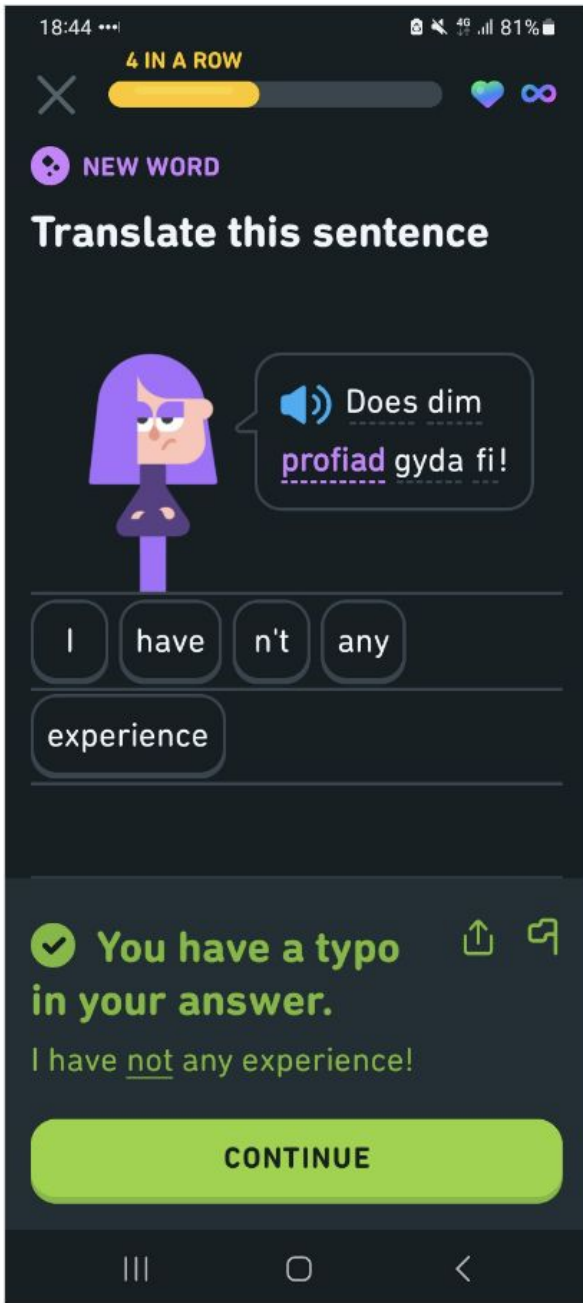 18:44 •••
4G 81%
4 IN A ROW
NEW WORD
Translate this sentence
Does dim
profiad gyda fi!
I have n't any
experience
You have a typo
in your answer.
I have not any experience!
CONTINUE